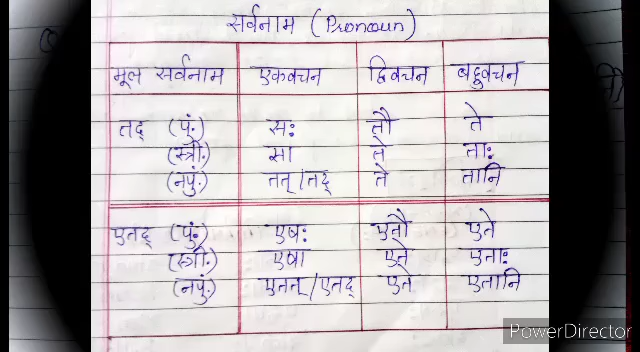 सर्वनाम (Pronoun)
मूल सर्वनाम एकवचन द्विवचन बहुवचन
तद् (पुं.) सः तौ ते
(स्त्री.) सा ते ताः
(नपुं.) तत्/तद् ते तानि
एतद् (पुं.) एषः एतौ एते
(स्त्री.) एषा एते एताः
(नपुं.) एतत्/एतद् एते एतानि
PowerDirector